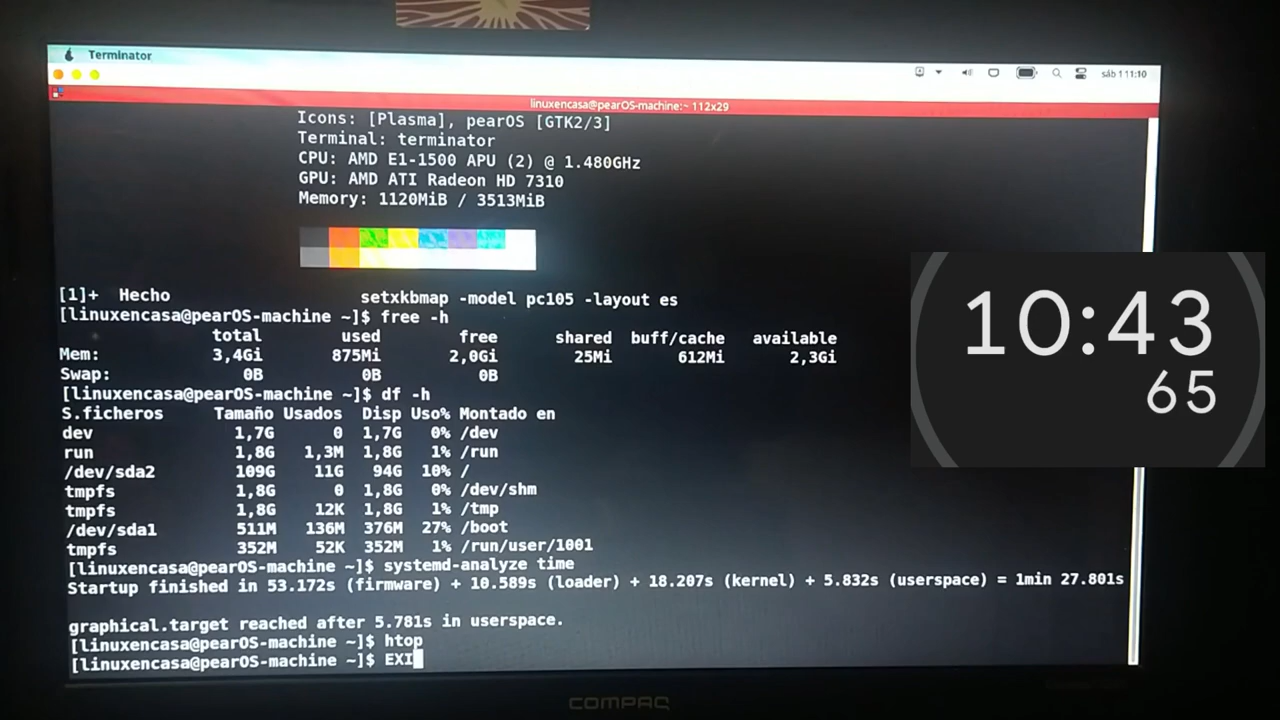 Terminator
sáb 1 11:10
linuxencasa@pearOS-machine:~ 112x29
Icons: [Plasma], pearOS [GTK2/3]
Terminal: terminator
CPU: AMD E1-1500 APU (2) @ 1.480GHz
GPU: AMD ATI Radeon HD 7310
Memory: 1120MiB / 3513MiB
[1]+  Hecho                   setxkbmap -model pc105 -layout es
[linuxencasa@pearOS-machine ~]$ free -h
total        used        free      shared  buff/cache   available
Mem:           3,4Gi       875Mi       2,0Gi        25Mi       612Mi       2,3Gi
Swap:             0B          0B          0B
[linuxencasa@pearOS-machine ~]$ df -h
S.ficheros     Tamaño Usados  Disp Uso% Montado en
dev              1,7G      0  1,7G   0% /dev
run              1,8G   1,3M  1,8G   1% /run
/dev/sda2        109G    11G   94G  10% /
tmpfs            1,8G      0  1,8G   0% /dev/shm
tmpfs            1,8G    12K  1,8G   1% /tmp
/dev/sda1        511M   136M  376M  27% /boot
tmpfs            352M    52K  352M   1% /run/user/1001
[linuxencasa@pearOS-machine ~]$ systemd-analyze time
Startup finished in 53.172s (firmware) + 10.589s (loader) + 18.207s (kernel) + 5.832s (userspace) = 1min 27.801s
graphical.target reached after 5.781s in userspace.
[linuxencasa@pearOS-machine ~]$ htop
[linuxencasa@pearOS-machine ~]$ EXI
10:43
65
COMPAQ